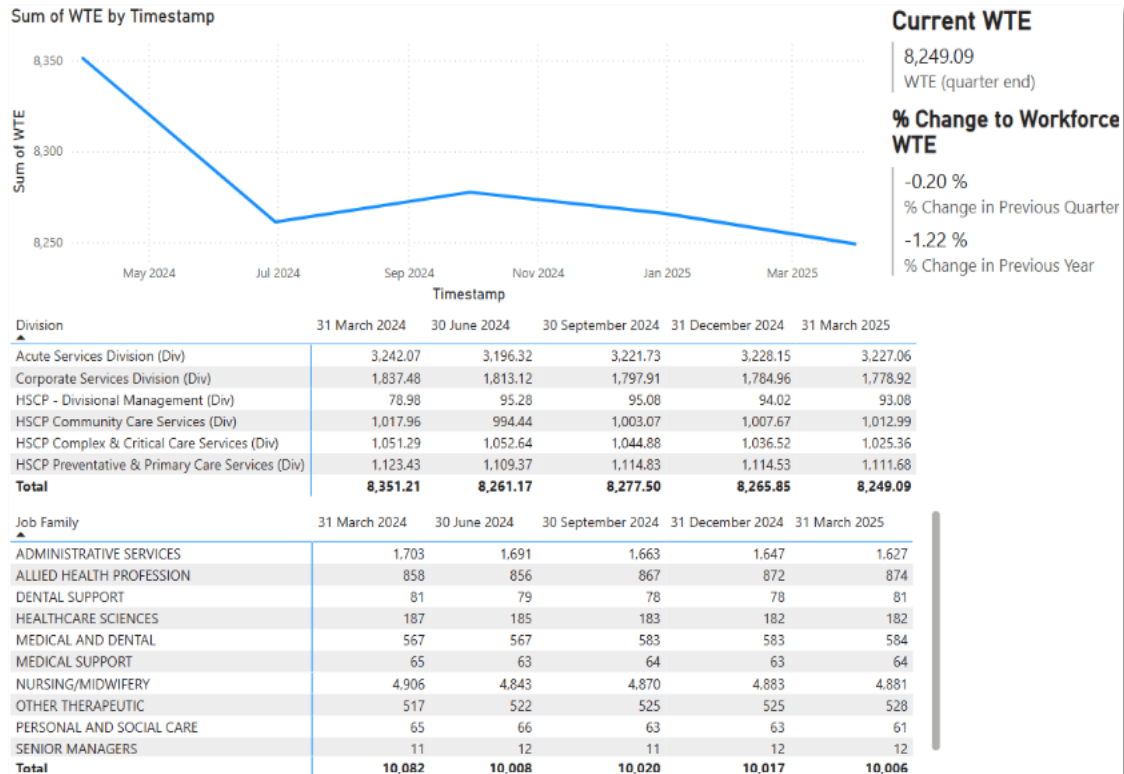 Sum of WTE by Timestamp
8,350
8,300
8,250
Sum of WTE
May 2024 Jul 2024 Sep 2024 Nov 2024 Jan 2025 Mar 2025
Timestamp
Current WTE
8,249.09
WTE (quarter end)
% Change to Workforce
WTE
-0.20 %
% Change in Previous Quarter
-1.22 %
% Change in Previous Year
Division 31 March 2024 30 June 2024 30 September 2024 31 December 2024 31 March 2025
Acute Services Division (Div) 3,242.07 3,196.32 3,221.73 3,228.15 3,227.06
Corporate Services Division (Div) 1,837.48 1,813.12 1,797.91 1,784.96 1,778.92
HSCP - Divisional Management (Div) 78.98 95.28 95.08 94.02 93.08
HSCP Community Care Services (Div) 1,017.96 994.44 1,003.07 1,007.67 1,012.99
HSCP Complex & Critical Care Services (Div) 1,051.29 1,052.64 1,044.88 1,036.52 1,025.36
HSCP Preventative & Primary Care Services (Div) 1,123.43 1,109.37 1,114.83 1,114.53 1,111.68
Total 8,351.21 8,261.17 8,277.50 8,265.85 8,249.09
Job Family 31 March 2024 30 June 2024 30 September 2024 31 December 2024 31 March 2025
ADMINISTRATIVE SERVICES 1,703 1,691 1,663 1,647 1,627
ALLIED HEALTH PROFESSION 858 856 867 872 874
DENTAL SUPPORT 81 79 78 78 81
HEALTHCARE SCIENCES 187 185 183 182 182
MEDICAL AND DENTAL 567 567 583 583 584
MEDICAL SUPPORT 65 63 64 63 64
NURSING/MIDWIFERY 4,906 4,843 4,870 4,883 4,881
OTHER THERAPEUTIC 517 522 525 525 528
PERSONAL AND SOCIAL CARE 65 66 63 63 61
SENIOR MANAGERS 11 12 11 12 12
Total 10,082 10,008 10,020 10,017 10,006